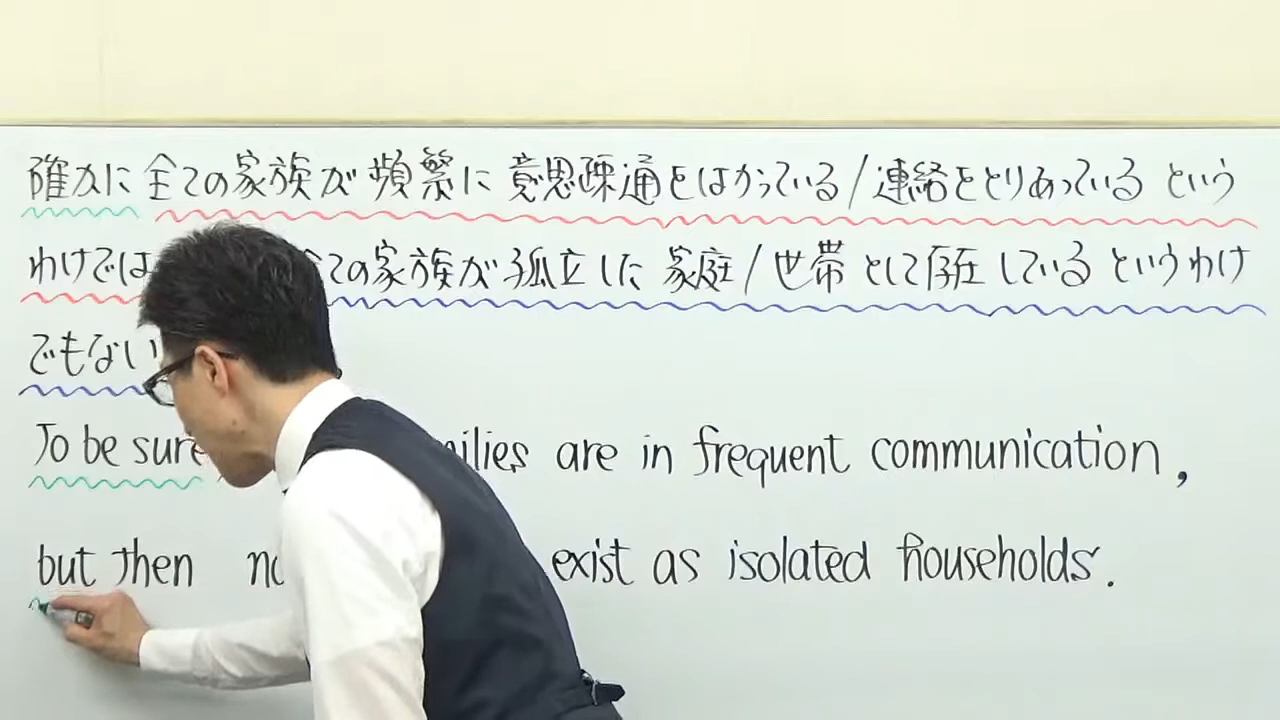 確かに 全ての家族が 頻繁に 意思疎通をはかっている/連絡をとりあっている という
わけでは ての家族が 孤立した 家庭/世帯 として存在 している というわけ
でもない
To be sure are in frequent communication,
but then exist as isolated households.